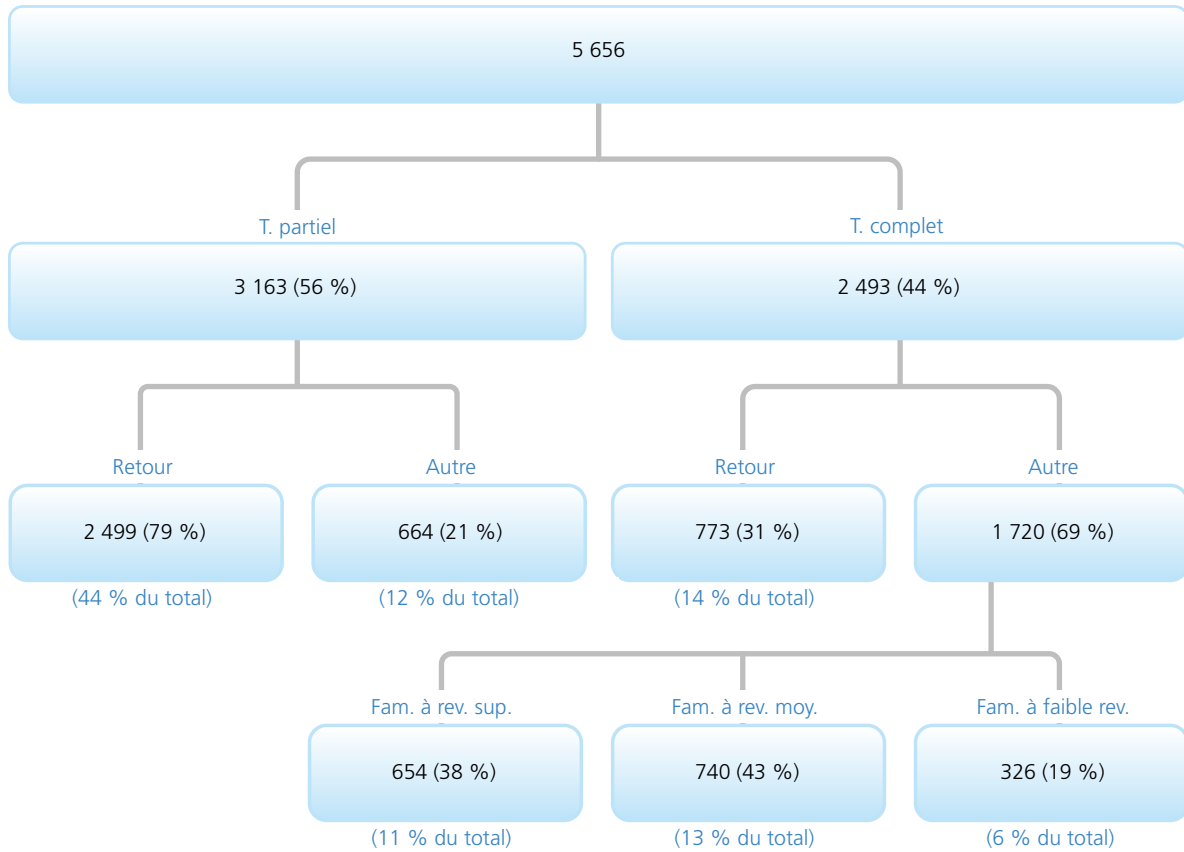 5 656
T. partiel
T. complet
3 163 (56 %)
2 493 (44 %)
Retour
Autre
Retour
Autre
2 499 (79 %)
664 (21 %)
773 (31 %)
1 720 (69 %)
(44 % du total)
(12 % du total)
(14 % du total)
Fam. à rev. sup.
Fam. à rev. moy.
Fam. à faible rev.
654 (38 %)
740 (43 %)
326 (19 %)
(11 % du total)
(13 % du total)
(6 % du total)